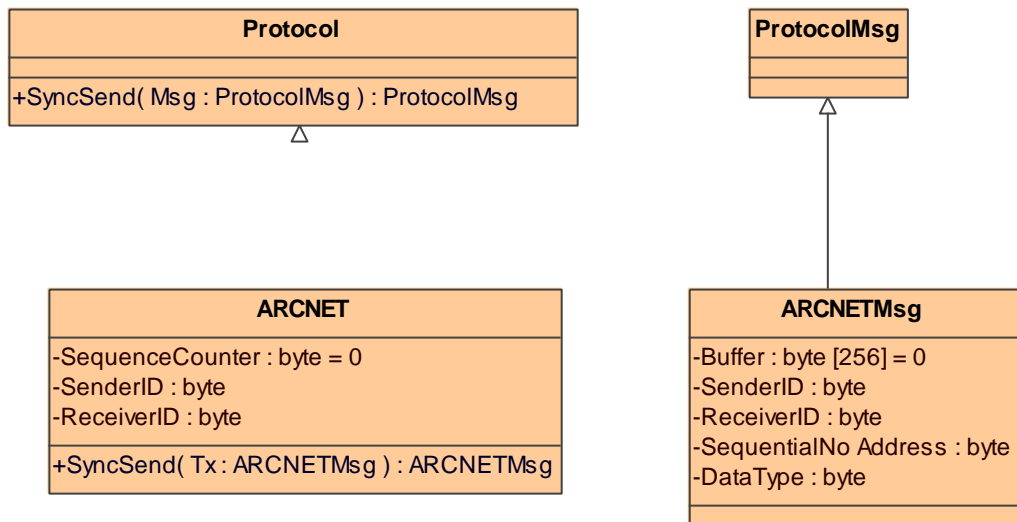 Protocol
+SyncSend( Msg : ProtocolMsg ) : ProtocolMsg
ProtocolMsg
ARCNET
-SequenceCounter : byte = 0
-SenderID : byte
-ReceiverID : byte
+SyncSend( Tx : ARCNETMsg ) : ARCNETMsg
ARCNETMsg
-Buffer : byte [256] = 0
-SenderID : byte
-ReceiverID : byte
-SequentialNo Address : byte
-DataType : byte